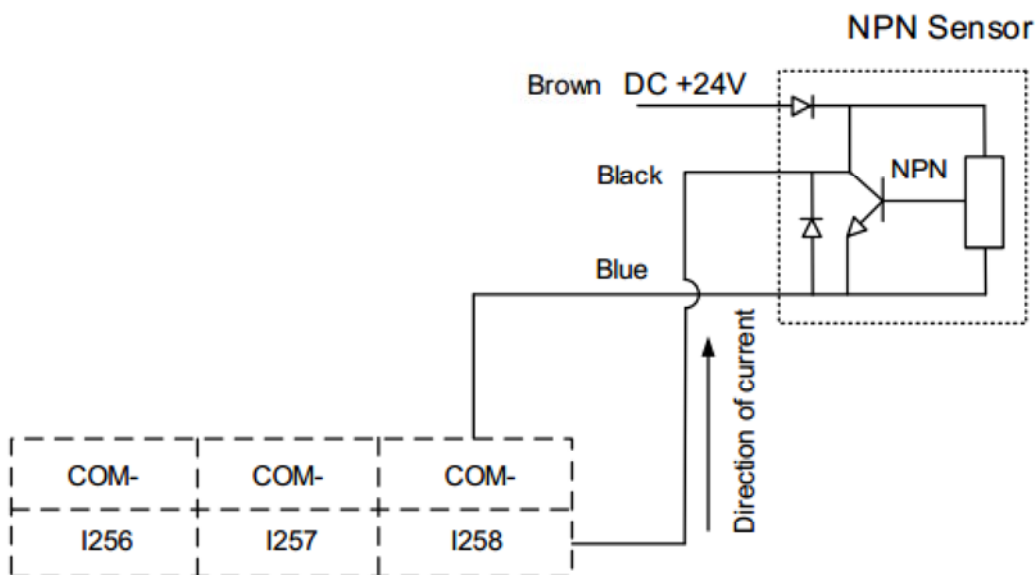 NPN Sensor
Brown DC +24V
NPN
Black
Blue
Direction of current
COM- COM- COM-
I256 I257 I258